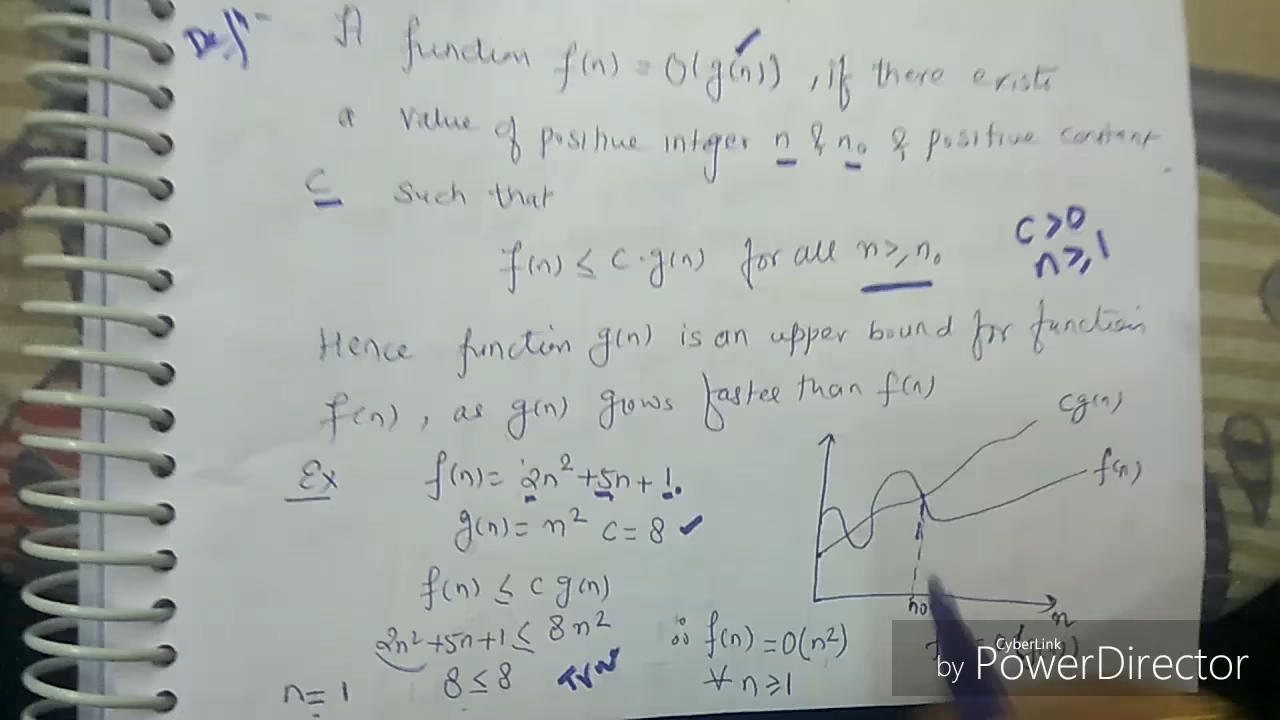 Defn- A function f(n) = O(g(n)), if there exists
a value of positive integer n & n₀ & positive constant
C such that
f(n) ≤ C·g(n) for all n ≥, n₀
C>0
n≥,1
Hence function g(n) is an upper bound for function
f(n), as g(n) grows faster than f(n)
Ex f(n) = 2n² + 5n + 1.
g(n) = n² C = 8 ✓
f(n) ≤ C g(n)
2n² + 5n + 1 ≤ 8n²
n = 1 8 ≤ 8
∴ f(n) = O(n²)
∀ n ≥ 1
Cg(n)
f(n)
n₀
n
CyberLink
by PowerDirector